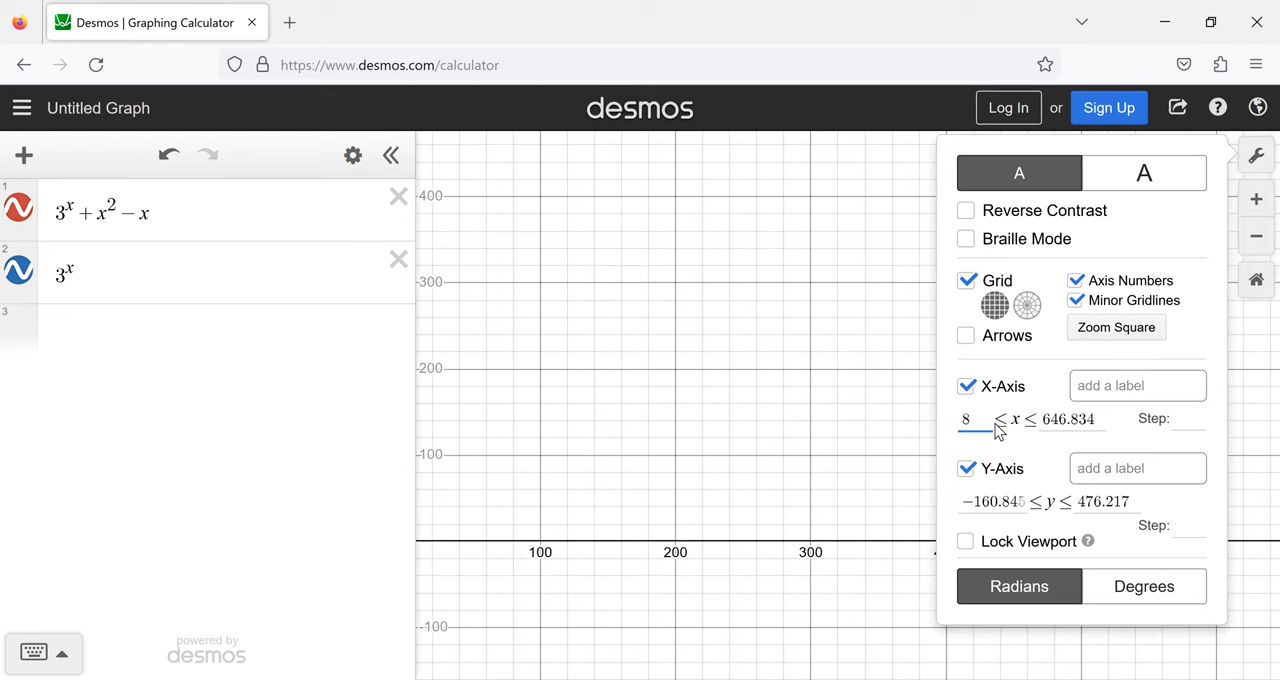 Desmos | Graphing Calculator
https://www.desmos.com/calculator
Untitled Graph
desmos
Log In or Sign Up
1
3^x + x^2 − x
2
3^x
3
powered by
desmos
400
300
200
100
-100
100 200 300
A A
Reverse Contrast
Braille Mode
Grid
Axis Numbers
Minor Gridlines
Arrows
Zoom Square
X-Axis add a label
8 ≤ x ≤ 646.834 Step:
Y-Axis add a label
−160.845 ≤ y ≤ 476.217
Step:
Lock Viewport ?
Radians Degrees